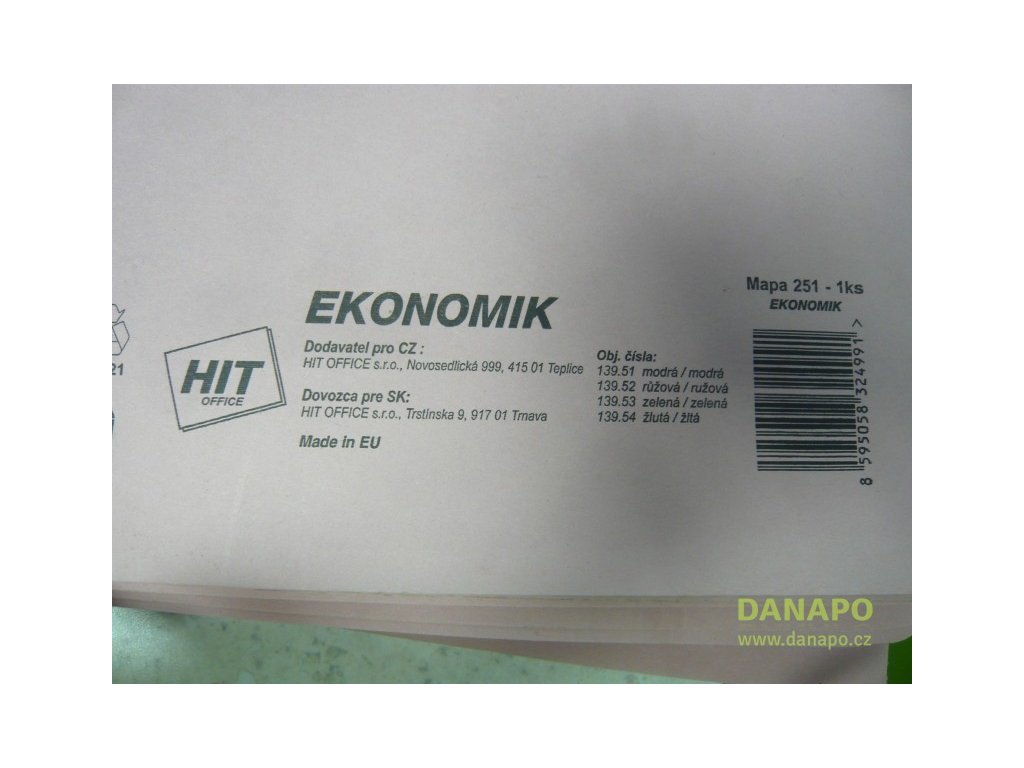 EKONOMIK
Dodavatel pro CZ :
HIT OFFICE s.r.o., Novosedlická 999, 415 01 Teplice
Dovozca pre SK:
HIT OFFICE s.r.o., Trstínska 9, 917 01 Trnava
Made in EU
HIT
OFFICE
21
Obj. čísla:
139.51 modrá / modrá
139.52 růžová / ružová
139.53 zelená / zelená
139.54 žlutá / žltá
Mapa 251 - 1ks
EKONOMIK
8 595058 324991 >
DANAPO
www.danapo.cz